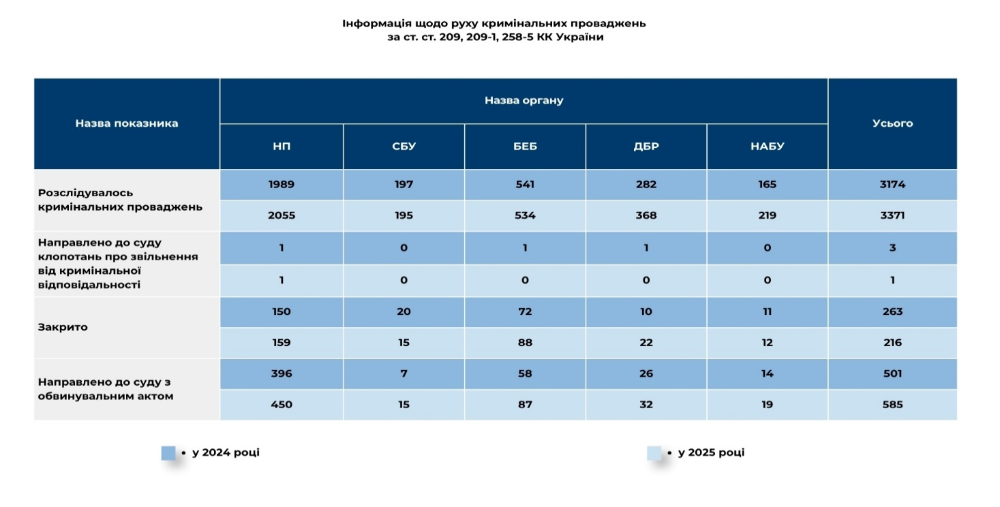 Інформація щодо руху кримінальних проваджень
за ст. ст. 209, 209-1, 258-5 КК України
Назва показника
Назва органу
Усього
НП СБУ БЕБ ДБР НАБУ
Розслідувалось
кримінальних проваджень
1989 197 541 282 165 3174
2055 195 534 368 219 3371
Направлено до суду
клопотань про звільнення
від кримінальної
відповідальності
1 0 1 1 0 3
1 0 0 0 0 1
Закрито
150 20 72 10 11 263
159 15 88 22 12 216
Направлено до суду з
обвинувальним актом
396 7 58 26 14 501
450 15 87 32 19 585
• у 2024 році
• у 2025 році